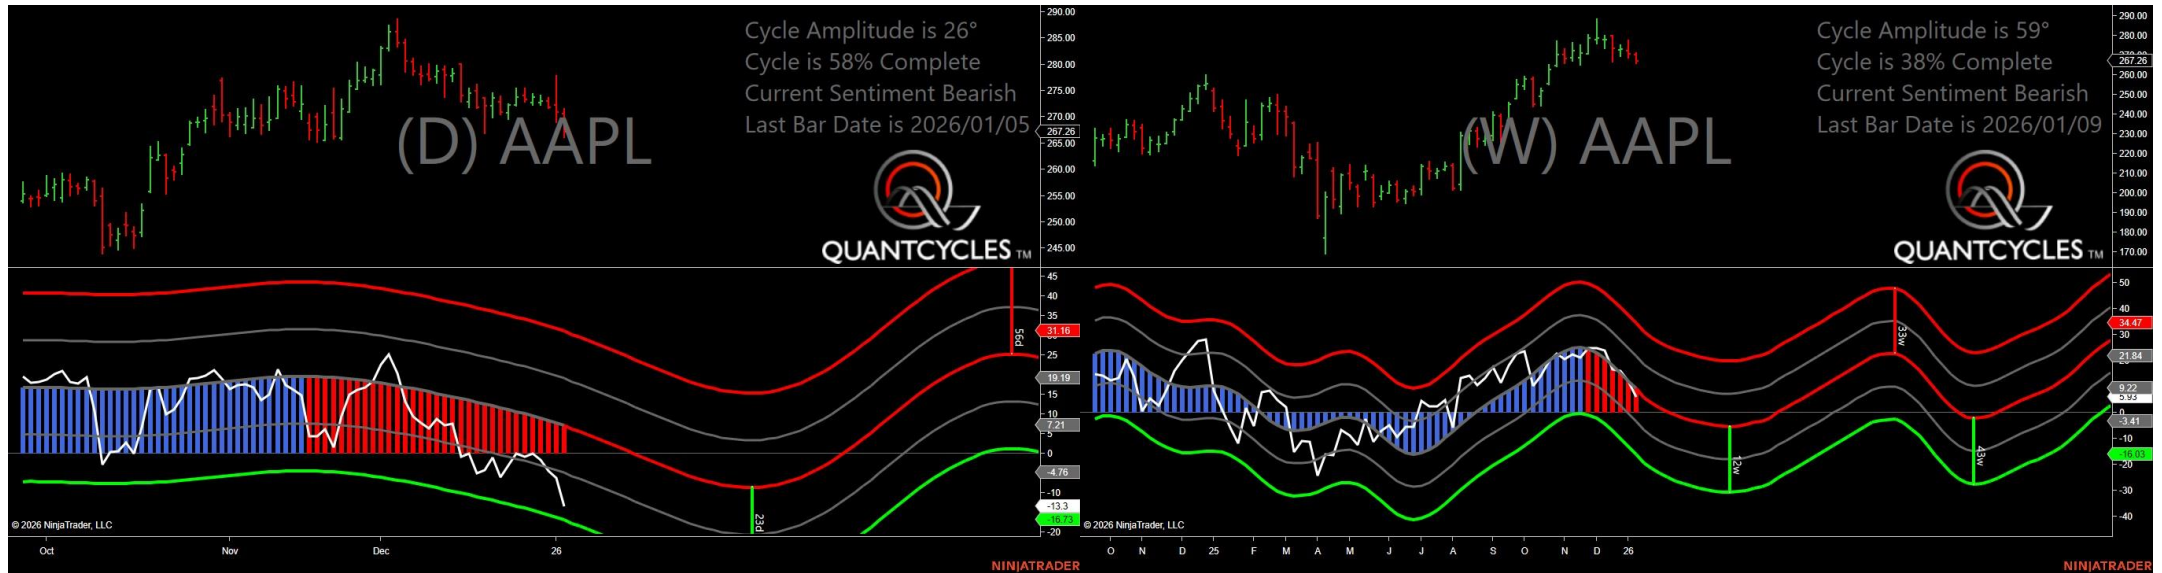 Cycle Amplitude is 26°
Cycle is 58% Complete
Current Sentiment Bearish
Last Bar Date is 2026/01/05
(D) AAPL
QUANTCYCLES TM
290.00
285.00
280.00
275.00
270.00
267.26
265.00
260.00
255.00
250.00
245.00
45
40
35
31.16
25
19.19
15
10
7.21
5
0
-4.76
-10
-13.3
-16.73
-20
56d
23d
© 2026 NinjaTrader, LLC
Oct
Nov
Dec
26
NINJATRADER
Cycle Amplitude is 59°
Cycle is 38% Complete
Current Sentiment Bearish
Last Bar Date is 2026/01/09
(W) AAPL
QUANTCYCLES TM
290.00
280.00
267.26
260.00
250.00
240.00
230.00
220.00
210.00
200.00
190.00
180.00
170.00
50
40
34.47
30
21.84
9.22
5.93
0
-3.41
-10
-16.03
-20
-30
-40
33w
12w
43w
© 2026 NinjaTrader, LLC
O
N
D
25
F
M
A
M
J
J
A
S
O
N
D
26
NINJATRADER